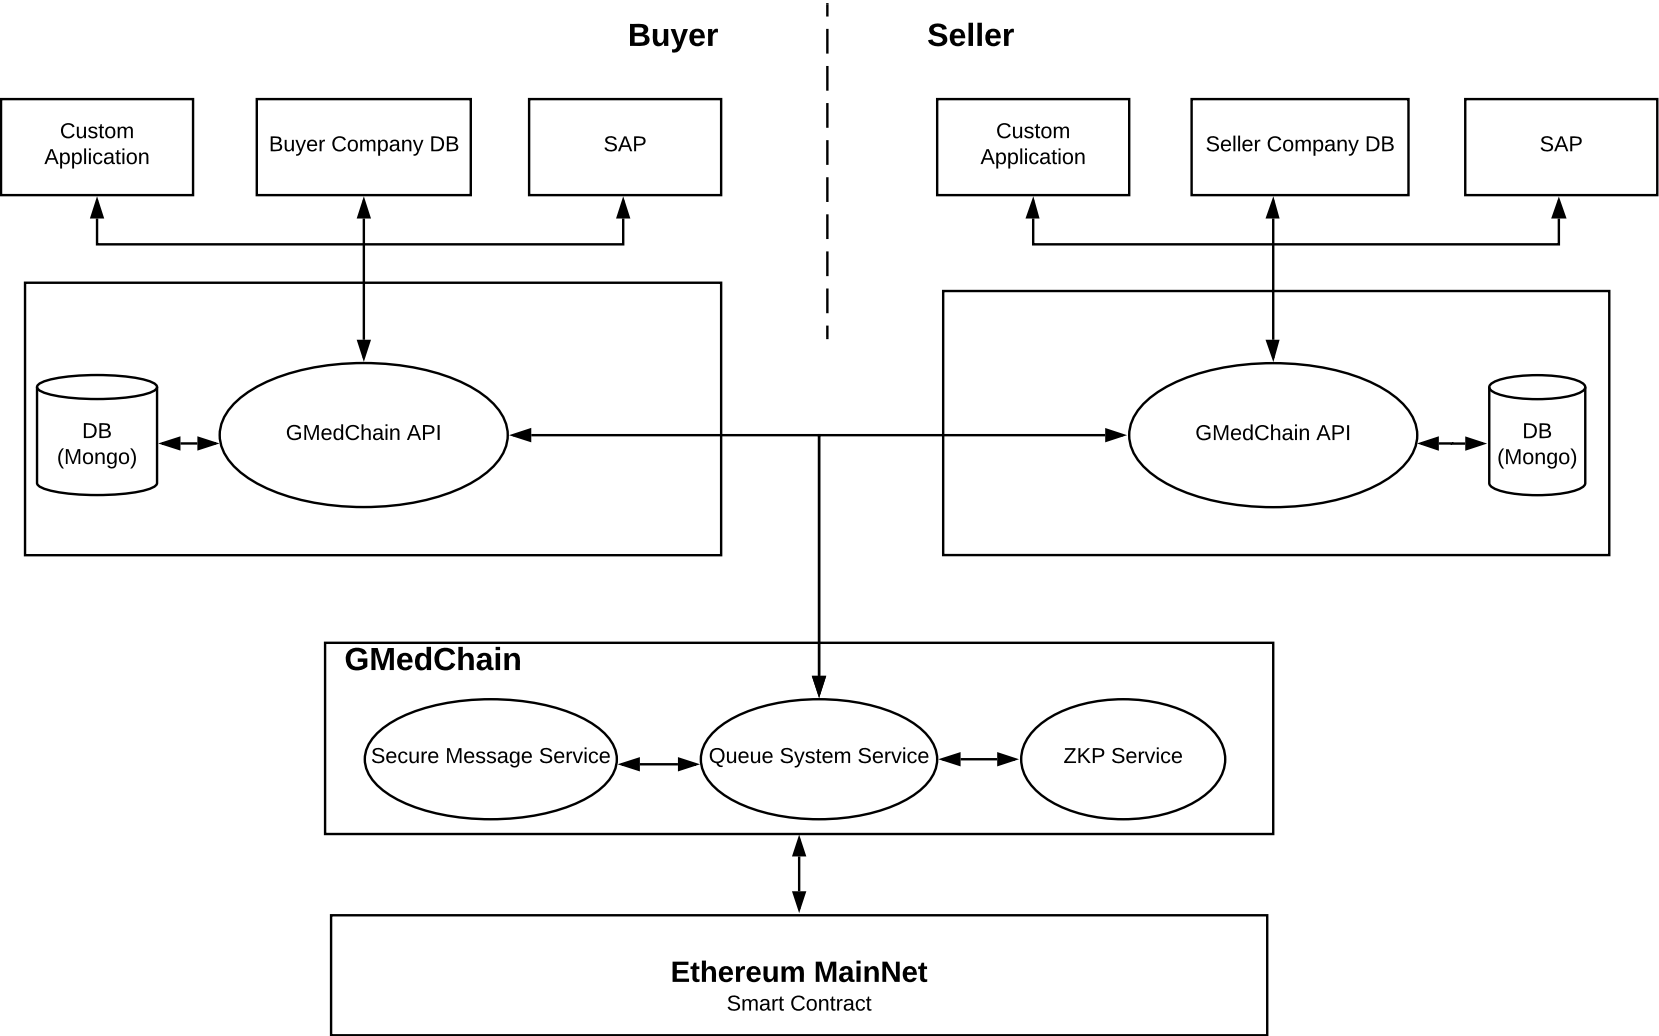 Buyer
Seller
Custom
Application
Buyer Company DB
SAP
Custom
Application
Seller Company DB
SAP
DB
(Mongo)
GMedChain API
GMedChain API
DB
(Mongo)
GMedChain
Secure Message Service
Queue System Service
ZKP Service
Ethereum MainNet
Smart Contract